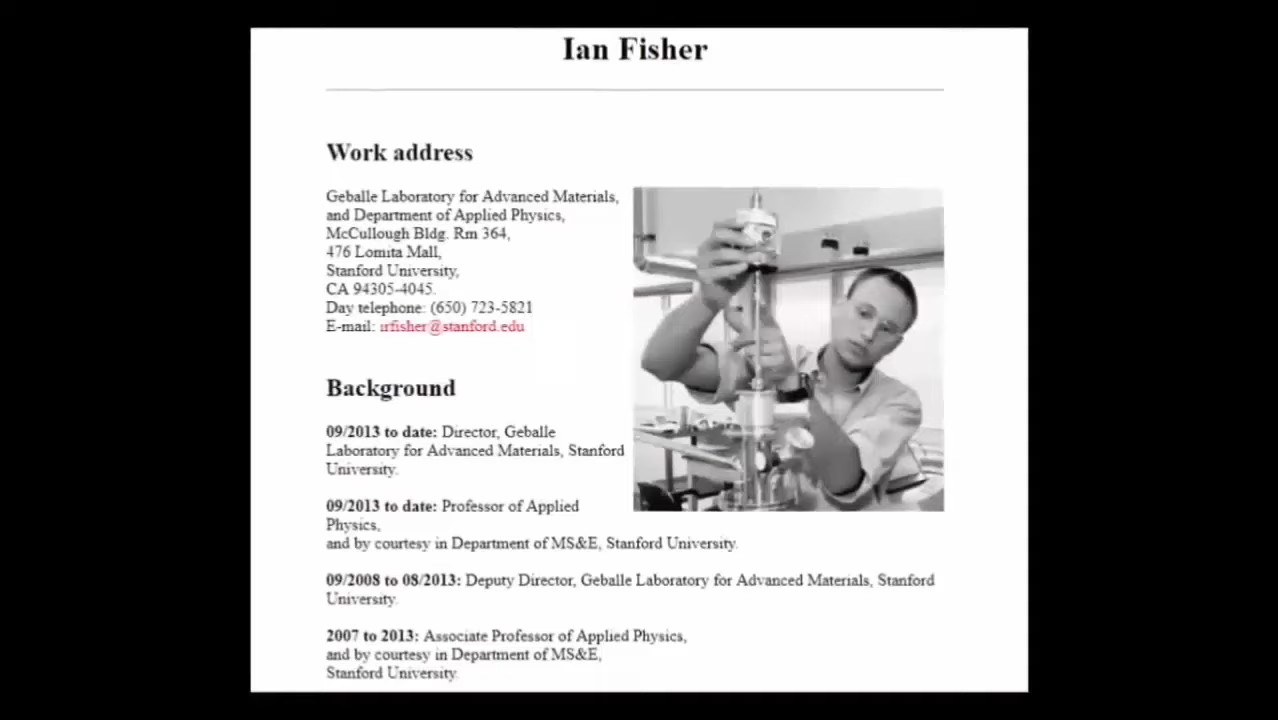 Ian Fisher
Work address
Geballe Laboratory for Advanced Materials,
and Department of Applied Physics,
McCullough Bldg. Rm 364,
476 Lomita Mall,
Stanford University,
CA 94305-4045.
Day telephone: (650) 723-5821
E-mail: irfisher@stanford.edu
Background
09/2013 to date: Director, Geballe
Laboratory for Advanced Materials, Stanford
University.
09/2013 to date: Professor of Applied
Physics,
and by courtesy in Department of MS&E, Stanford University.
09/2008 to 08/2013: Deputy Director, Geballe Laboratory for Advanced Materials, Stanford
University.
2007 to 2013: Associate Professor of Applied Physics,
and by courtesy in Department of MS&E,
Stanford University.